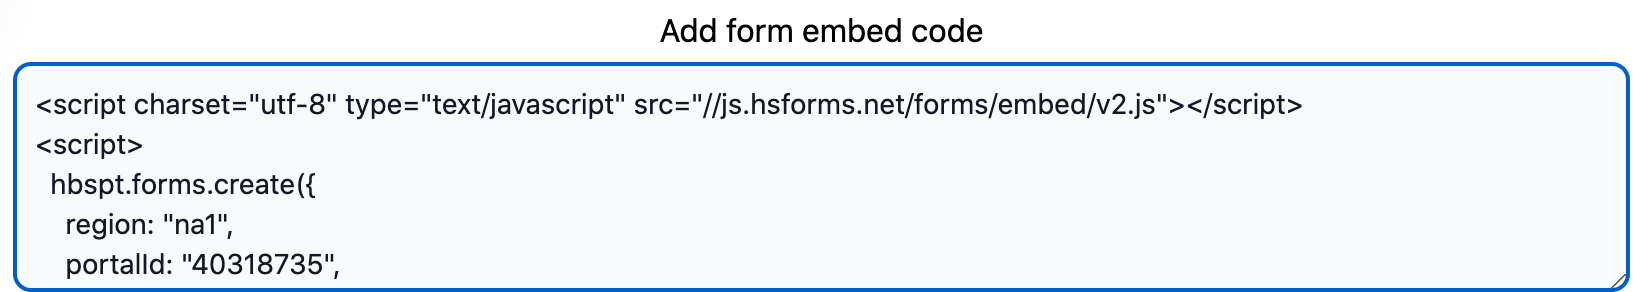 Add form embed code
<script charset="utf-8" type="text/javascript" src="//js.hsforms.net/forms/embed/v2.js"></script>
<script>
  hbspt.forms.create({
    region: "na1",
    portalId: "40318735",